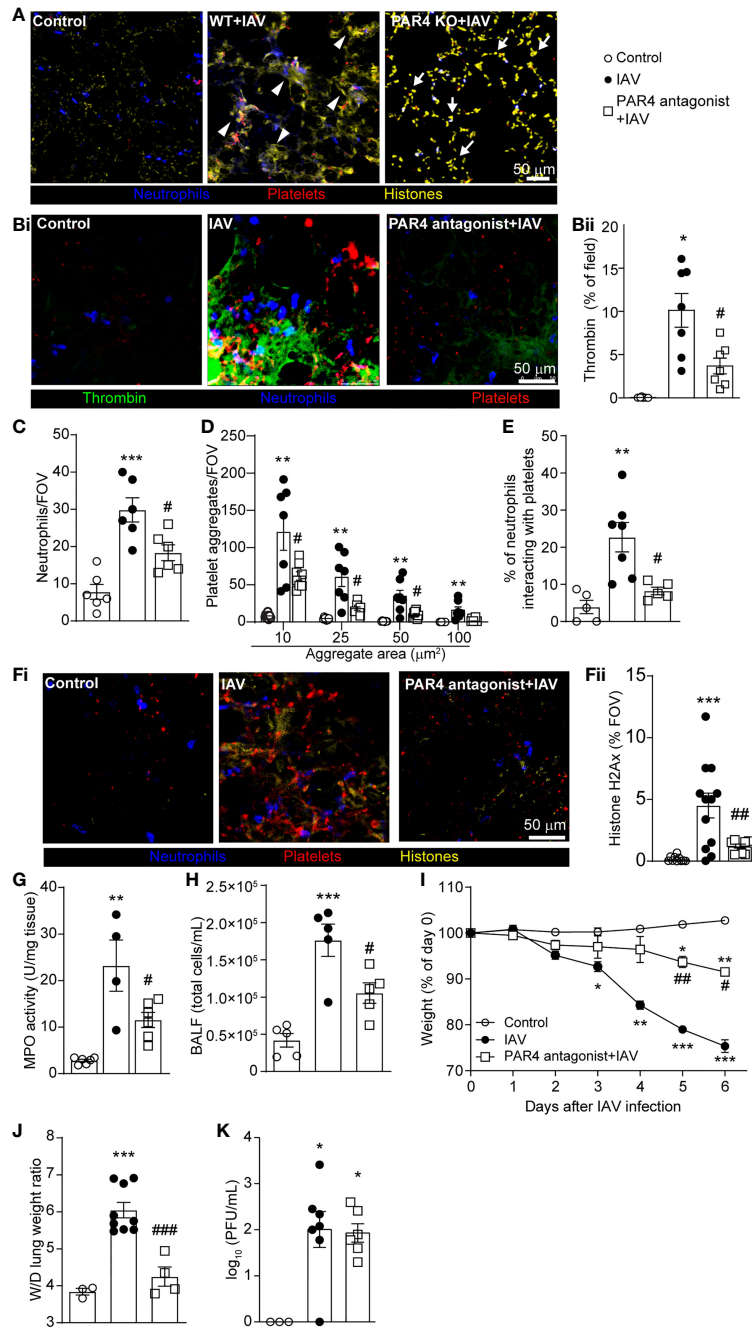 A
Control
WT+IAV
PAR4 KO+IAV
50 μm
Neutrophils Platelets Histones
Control
IAV
PAR4 antagonist
+IAV
Bi
Control
IAV
PAR4 antagonist+IAV
50 μm
Thrombin Neutrophils Platelets
Bii
Thrombin (% of field)
20
15
10
5
0
*
#
C
Neutrophils/FOV
50
40
30
20
10
0
***
#
D
Platelet aggregates/FOV
250
200
150
100
50
0
** ** ** **
# # #
10 25 50 100
Aggregate area (μm²)
E
% of neutrophils
interacting with platelets
50
40
30
20
10
0
**
#
Fi
Control
IAV
PAR4 antagonist+IAV
50 μm
Neutrophils Platelets Histones
Fii
Histone H2Ax (% FOV)
15
10
5
0
***
##
G
MPO activity (U/mg tissue)
50
40
30
20
10
0
**
#
H
BALF (total cells/mL)
2.5×10⁵
2.0×10⁵
1.5×10⁵
1.0×10⁵
0.5×10⁵
0
***
#
I
Weight (% of day 0)
110
100
90
80
70
* **
## #
* ** *** ***
Control
IAV
PAR4 antagonist+IAV
0 1 2 3 4 5 6
Days after IAV infection
J
W/D lung weight ratio
8
7
6
5
4
3
***
###
K
log₁₀ (PFU/mL)
4
3
2
1
0
* *